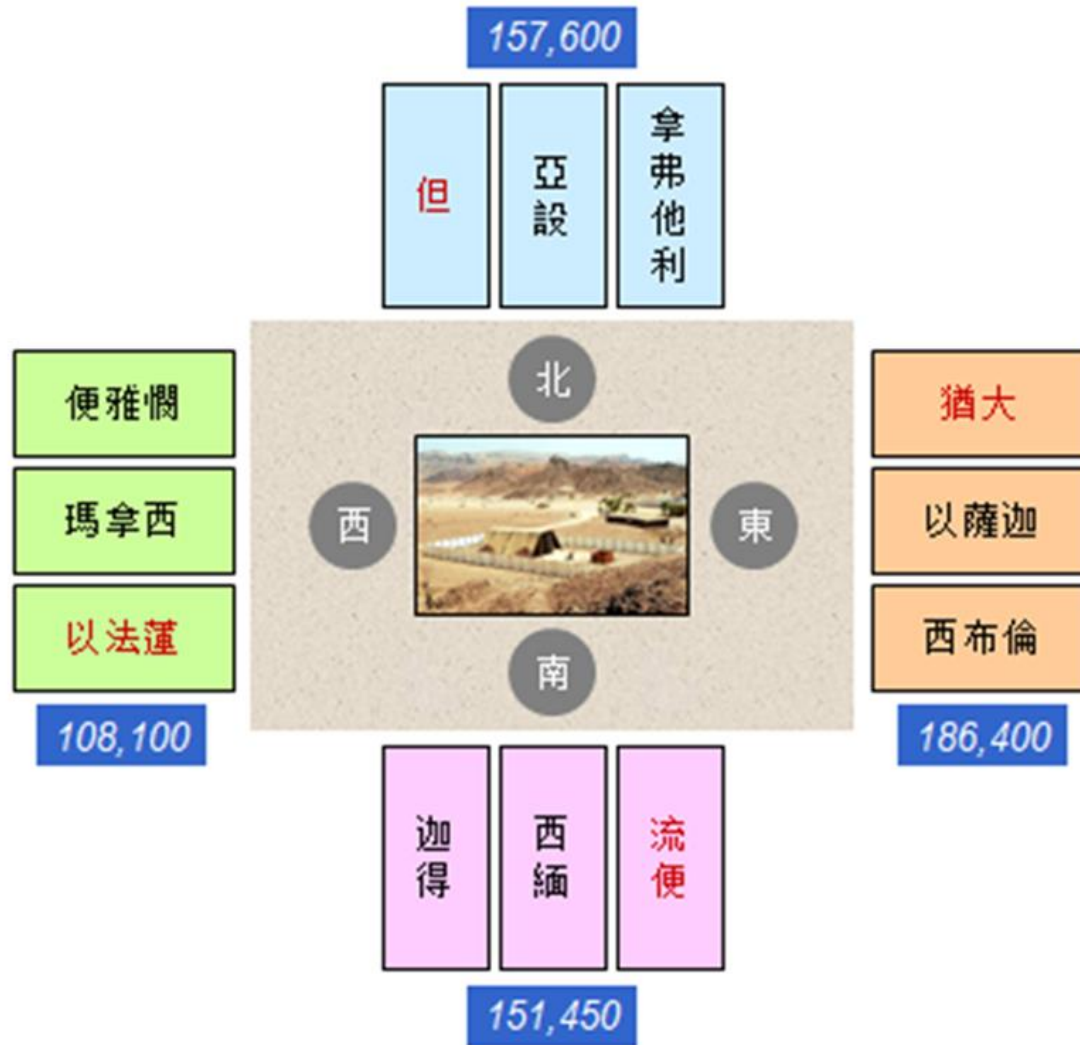 157,600
但
亞設
拿弗他利
北
便雅憫
瑪拿西
以法蓮
西
東
猶大
以薩迦
西布倫
南
108,100
186,400
迦得
西緬
流便
151,450